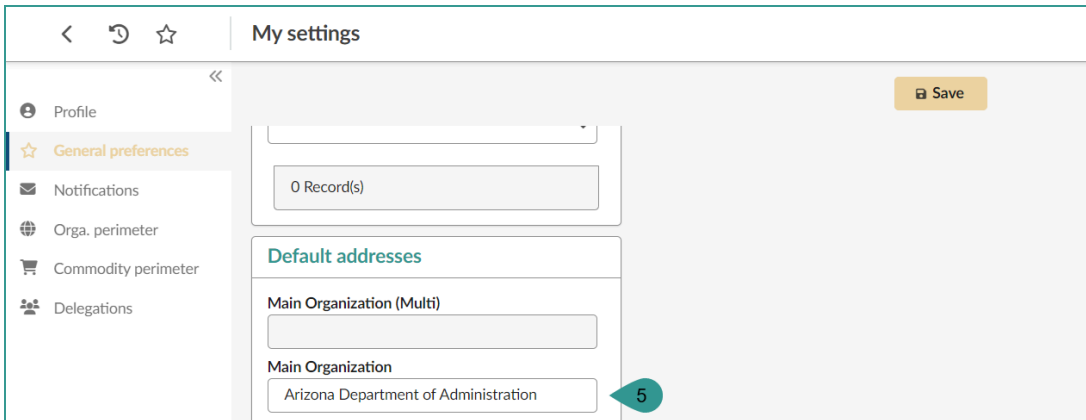 My settings
Save
Profile
General preferences
Notifications
Orga. perimeter
Commodity perimeter
Delegations
0 Record(s)
Default addresses
Main Organization (Multi)
Main Organization
Arizona Department of Administration
5